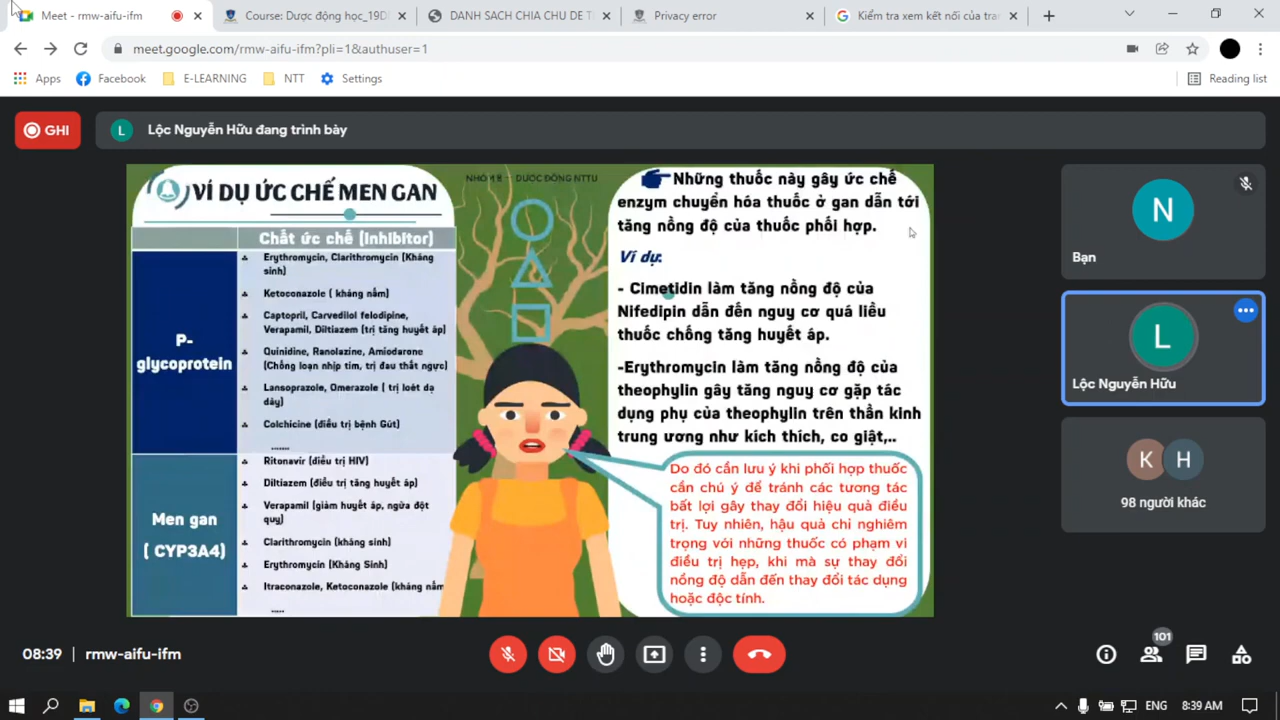 Meet - rmw-aifu-ifm
Course: Dược động học_19D
DANH SACH CHIA CHU DE T
Privacy error
Kiểm tra xem kết nối của tra
meet.google.com/rmw-aifu-ifm?pli=1&authuser=1
Apps
Facebook
E-LEARNING
NTT
Settings
Reading list
GHI
L
Lộc Nguyễn Hữu đang trình bày
VÍ DỤ ỨC CHẾ MEN GAN
Chất ức chế (Inhibitor)
P-
glycoprotein
Erythromycin, Clarithromycin (Kháng
sinh)
Ketoconazole ( kháng nấm)
Captopril, Carvedilol felodipine,
Verapamil, Diltiazem (trị tăng huyết áp)
Quinidine, Ranolazine, Amiodarone
(Chống loạn nhịp tim, trị đau thắt ngực)
Lansoprazole, Omerazole ( trị loét dạ
dày)
Colchicine (điều trị bệnh Gút)
.......
Men gan
( CYP3A4)
Ritonavir (điều trị HIV)
Diltiazem (điều trị tăng huyết áp)
Verapamil (giảm huyết áp, ngừa đột
quỵ)
Clarithromycin (kháng sinh)
Erythromycin (Kháng Sinh)
Itraconazole, Ketoconazole (kháng nấm
.....
NHÓM 8 - DƯỢC ĐỘNG NTTU
Những thuốc này gây ức chế
enzym chuyển hóa thuốc ở gan dẫn tới
tăng nồng độ của thuốc phối hợp.
Ví dụ:
- Cimetidin làm tăng nồng độ của
Nifedipin dẫn đến nguy cơ quá liều
thuốc chống tăng huyết áp.
-Erythromycin làm tăng nồng độ của
theophylin gây tăng nguy cơ gặp tác
dụng phụ của theophylin trên thần kinh
trung ương như kích thích, co giật,..
Do đó cần lưu ý khi phối hợp thuốc
cần chú ý để tránh các tương tác
bất lợi gây thay đổi hiệu quả điều
trị. Tuy nhiên, hậu quả chỉ nghiêm
trọng với những thuốc có phạm vi
điều trị hẹp, khi mà sự thay đổi
nồng độ dẫn đến thay đổi tác dụng
hoặc độc tính.
N
Bạn
L
Lộc Nguyễn Hữu
K H
98 người khác
08:39 | rmw-aifu-ifm
101
ENG
8:39 AM